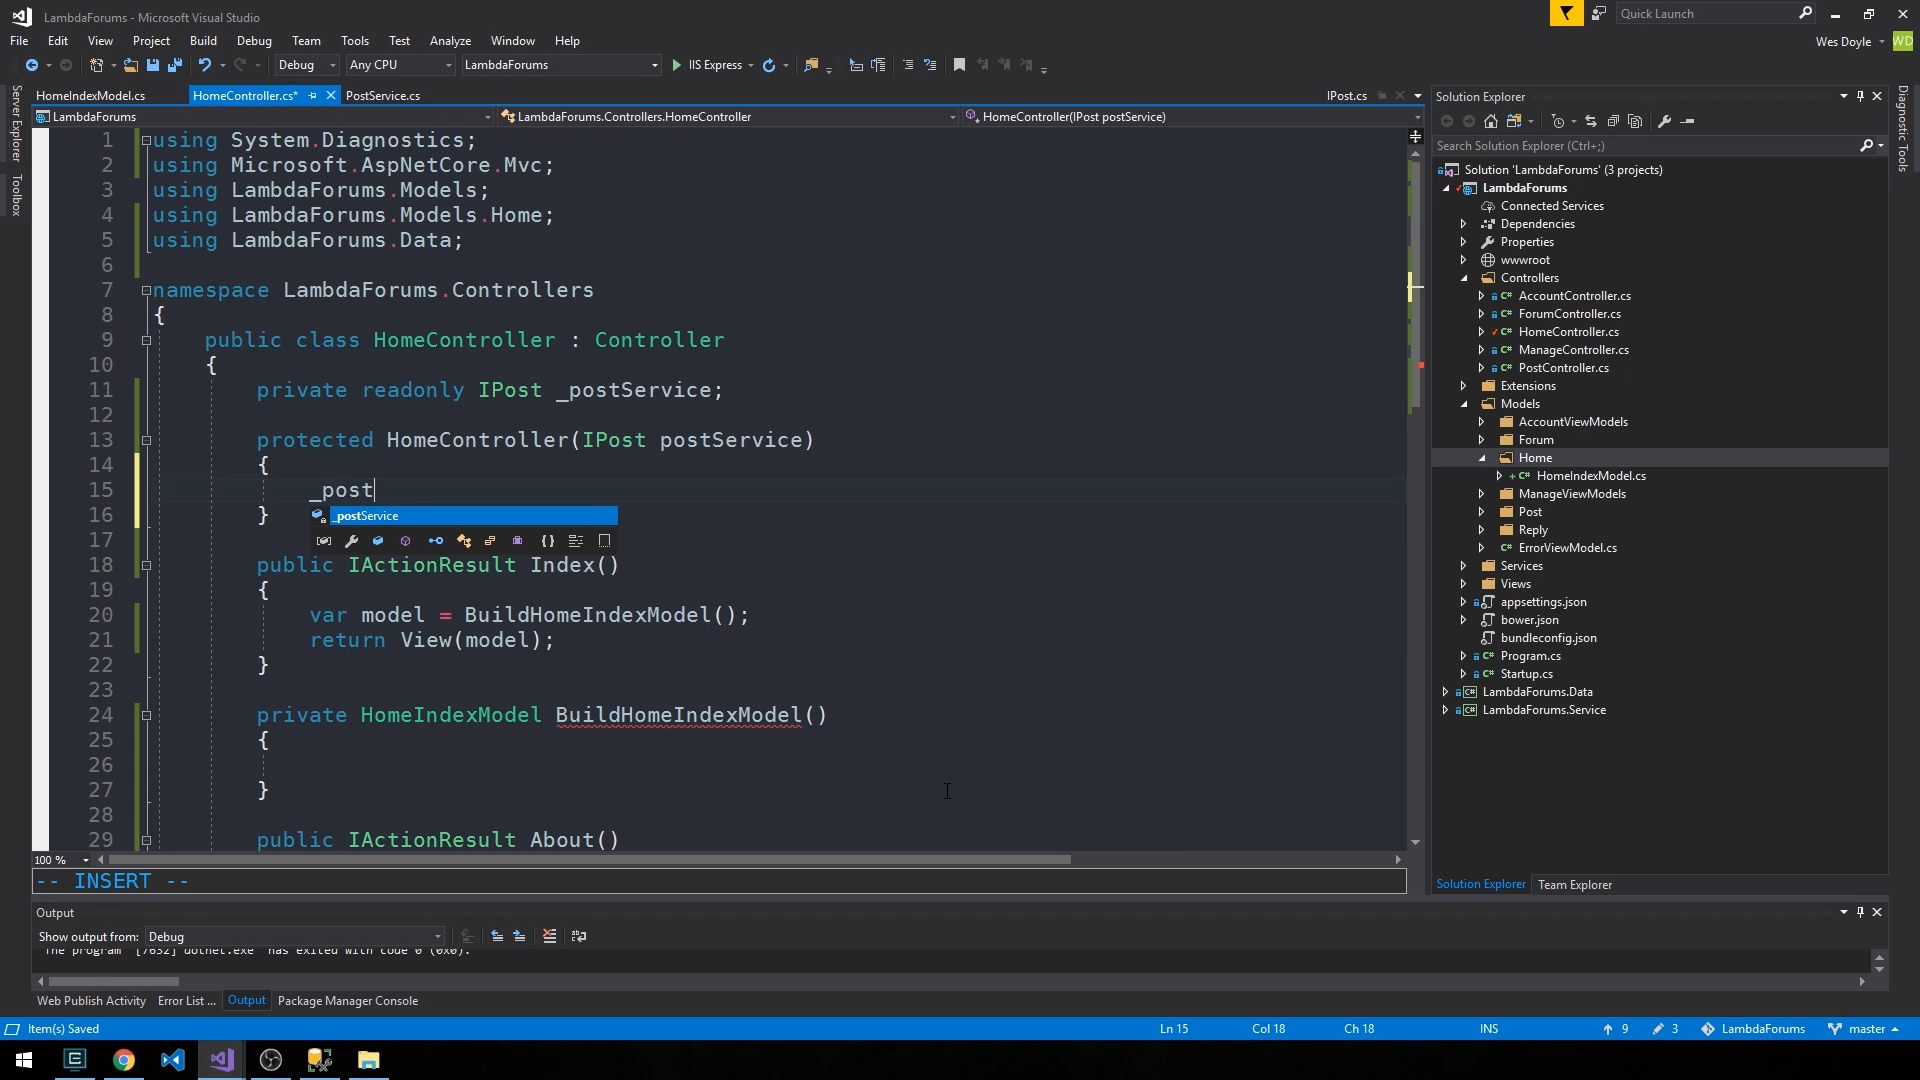 LambdaForums - Microsoft Visual Studio
Quick Launch
File Edit View Project Build Debug Team Tools Test Analyze Window Help
Wes Doyle WD
Debug Any CPU LambdaForums IIS Express
HomeIndexModel.cs HomeController.cs* PostService.cs IPost.cs
LambdaForums LambdaForums.Controllers.HomeController HomeController(IPost postService)
Server Explorer
Toolbox
1 using System.Diagnostics;
2 using Microsoft.AspNetCore.Mvc;
3 using LambdaForums.Models;
4 using LambdaForums.Models.Home;
5 using LambdaForums.Data;
6
7 namespace LambdaForums.Controllers
8 {
9 public class HomeController : Controller
10 {
11 private readonly IPost _postService;
12
13 protected HomeController(IPost postService)
14 {
15 _post
16 }
_postService
17
18 public IActionResult Index()
19 {
20 var model = BuildHomeIndexModel();
21 return View(model);
22 }
23
24 private HomeIndexModel BuildHomeIndexModel()
25 {
26
27 }
28
29 public IActionResult About()
100 %
-- INSERT --
Solution Explorer
Search Solution Explorer (Ctrl+;)
Solution 'LambdaForums' (3 projects)
LambdaForums
Connected Services
Dependencies
Properties
wwwroot
Controllers
C# AccountController.cs
C# ForumController.cs
C# HomeController.cs
C# ManageController.cs
C# PostController.cs
Extensions
Models
AccountViewModels
Forum
Home
C# HomeIndexModel.cs
ManageViewModels
Post
Reply
C# ErrorViewModel.cs
Services
Views
appsettings.json
bower.json
bundleconfig.json
C# Program.cs
C# Startup.cs
C# LambdaForums.Data
C# LambdaForums.Service
Solution Explorer Team Explorer
Diagnostic Tools
Output
Show output from: Debug
The program '[7652] dotnet.exe' has exited with code 0 (0x0).
Web Publish Activity Error List ... Output Package Manager Console
Item(s) Saved Ln 15 Col 18 Ch 18 INS 9 3 LambdaForums master